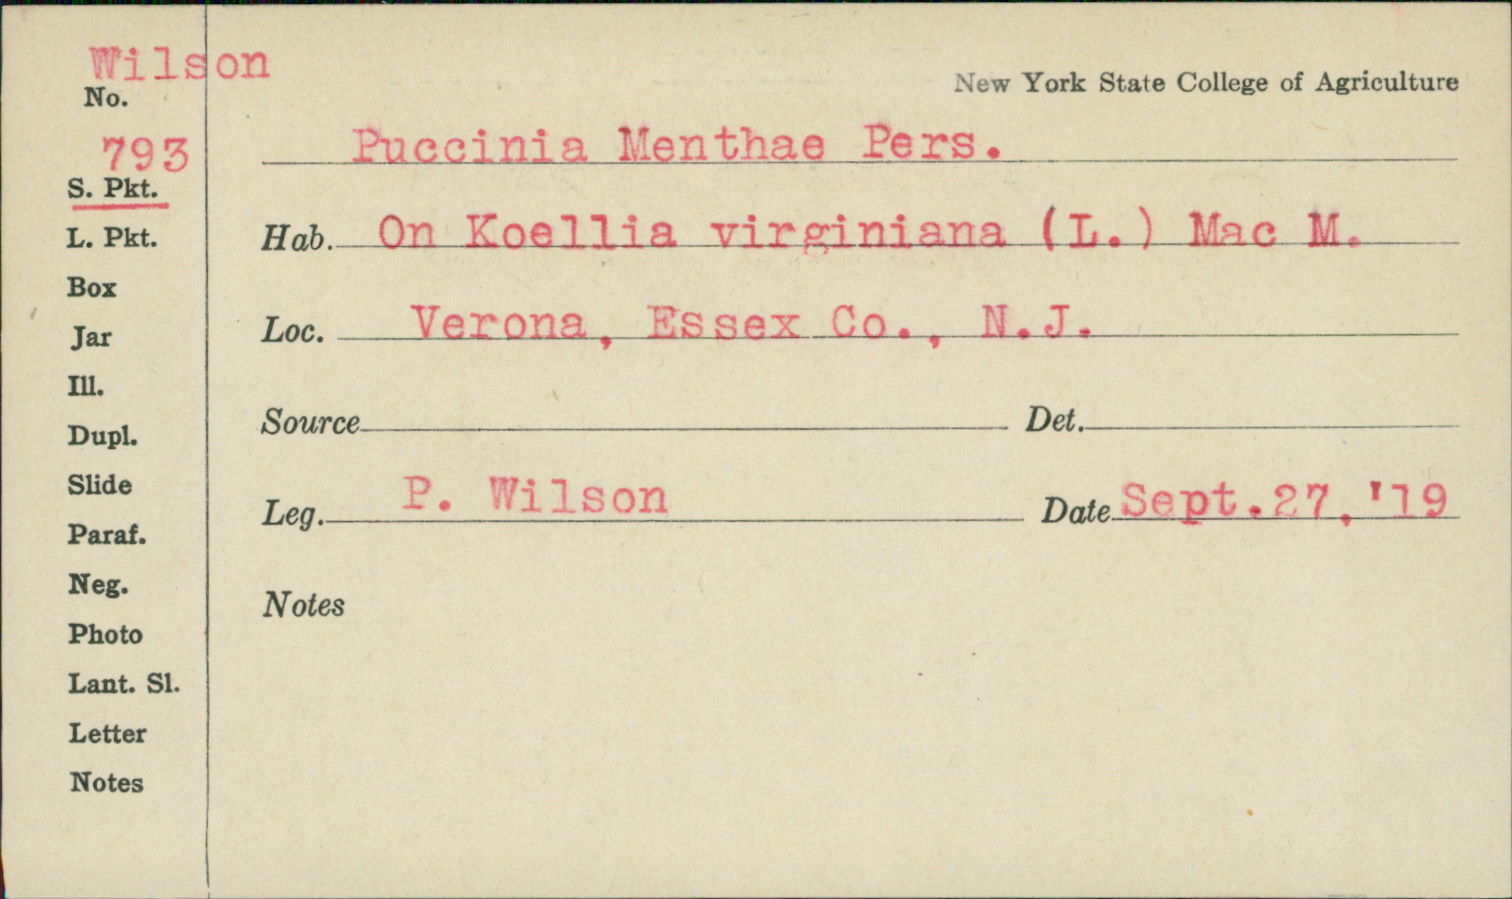 Wilson
No.
793
S. Pkt.
L. Pkt.
Box
Jar
Ill.
Dupl.
Slide
Paraf.
Neg.
Photo
Lant. Sl.
Letter
Notes
New York State College of Agriculture
Puccinia Menthae Pers.
Hab. On Koellia virginiana (L.) Mac M.
Loc. Verona, Essex Co., N.J.
Source Det.
Leg. P. Wilson Date Sept.27,'19
Notes